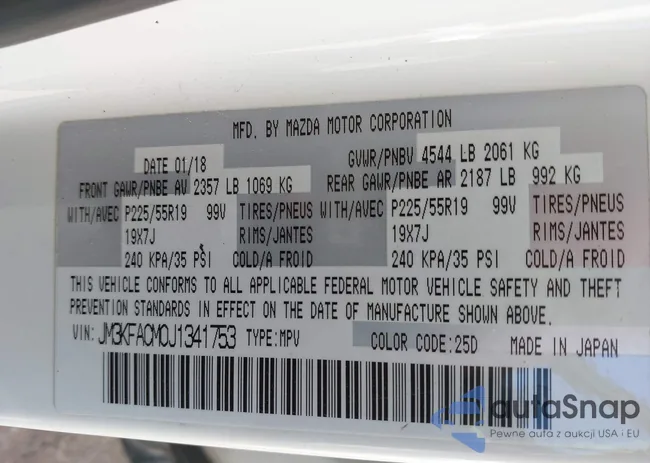 MFD. BY MAZDA MOTOR CORPORATION
DATE 01/18 GVWR/PNBV 4544 LB 2061 KG
FRONT GAWR/PNBE AV 2357 LB 1069 KG REAR GAWR/PNBE AR 2187 LB 992 KG
WITH/AVEC P225/55R19 99V TIRES/PNEUS WITH/AVEC P225/55R19 99V TIRES/PNEUS
19X7J RIMS/JANTES 19X7J RIMS/JANTES
240 KPA/35 PSI COLD/A FROID 240 KPA/35 PSI COLD/A FROID
THIS VEHICLE CONFORMS TO ALL APPLICABLE FEDERAL MOTOR VEHICLE SAFETY AND THEFT
PREVENTION STANDARDS IN EFFECT ON THE DATE OF MANUFACTURE SHOWN ABOVE.
VIN: JM3KFACM0J1341753 TYPE:MPV COLOR CODE:25D MADE IN JAPAN
autaSnap
Pewne auta z aukcji USA i EU